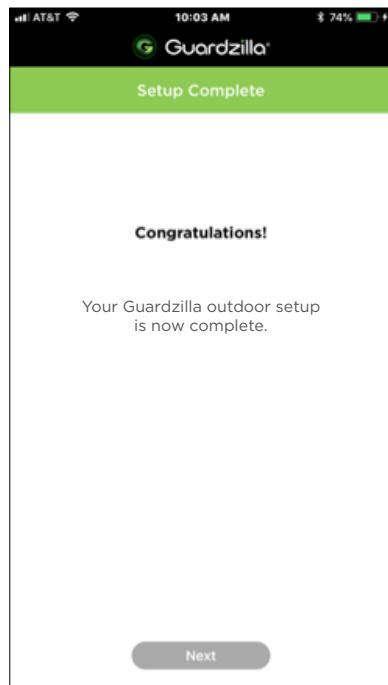 AT&T 10:03 AM 74%
Guardzilla®
Setup Complete
Congratulations!
Your Guardzilla outdoor setup
is now complete.
Next